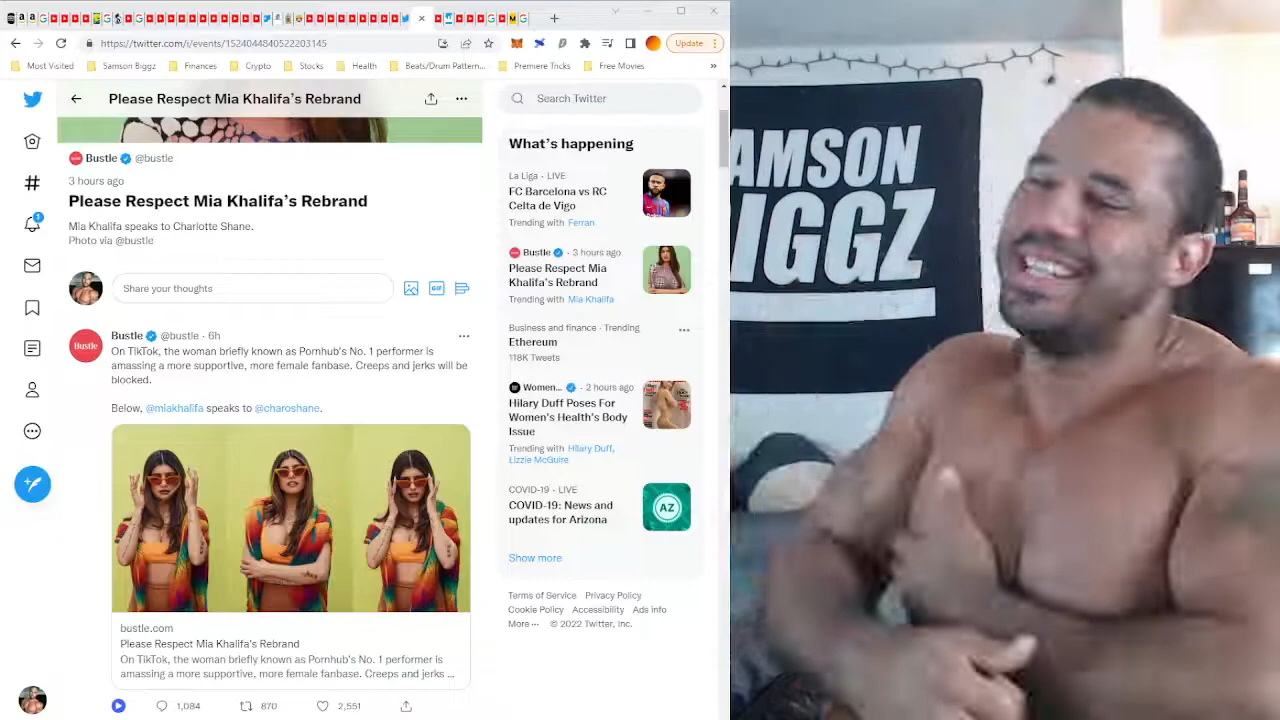 https://twitter.com/i/events/1524044840522203145
Update
Most Visited
Samson Biggz
Finances
Crypto
Stocks
Health
Beats/Drum Pattern...
Premiere Tricks
Free Movies
Please Respect Mia Khalifa's Rebrand
Bustle @bustle
3 hours ago
Please Respect Mia Khalifa's Rebrand
Mia Khalifa speaks to Charlotte Shane.
Photo via @bustle
Share your thoughts
GIF
Bustle
Bustle @bustle · 6h
On TikTok, the woman briefly known as Pornhub's No. 1 performer is
amassing a more supportive, more female fanbase. Creeps and jerks will be
blocked.
Below, @miakhalifa speaks to @charoshane.
bustle.com
Please Respect Mia Khalifa's Rebrand
On TikTok, the woman briefly known as Pornhub's No. 1 performer is
amassing a more supportive, more female fanbase. Creeps and jerks ...
1,084
870
2,551
Search Twitter
What's happening
La Liga · LIVE
FC Barcelona vs RC
Celta de Vigo
Trending with Ferran
Bustle · 3 hours ago
Please Respect Mia
Khalifa's Rebrand
Trending with Mia Khalifa
Business and finance · Trending
Ethereum
118K Tweets
Women... · 2 hours ago
Hilary Duff Poses For
Women's Health's Body
Issue
Trending with Hilary Duff,
Lizzie McGuire
COVID-19 · LIVE
COVID-19: News and
updates for Arizona
AZ
Show more
Terms of Service Privacy Policy
Cookie Policy Accessibility Ads info
More ··· © 2022 Twitter, Inc.
AMSON
IGGZ